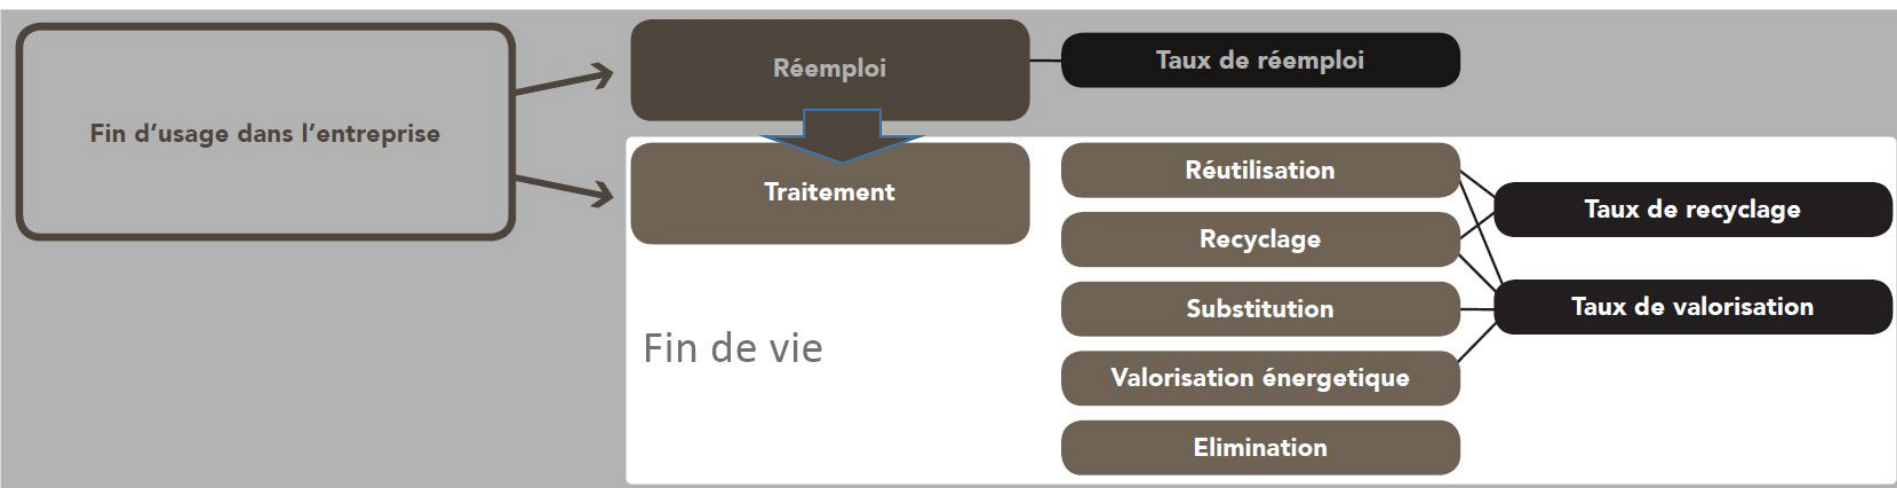 Fin d’usage dans l’entreprise
Réemploi
Taux de réemploi
Traitement
Réutilisation
Recyclage
Substitution
Valorisation énergetique
Elimination
Taux de recyclage
Taux de valorisation
Fin de vie